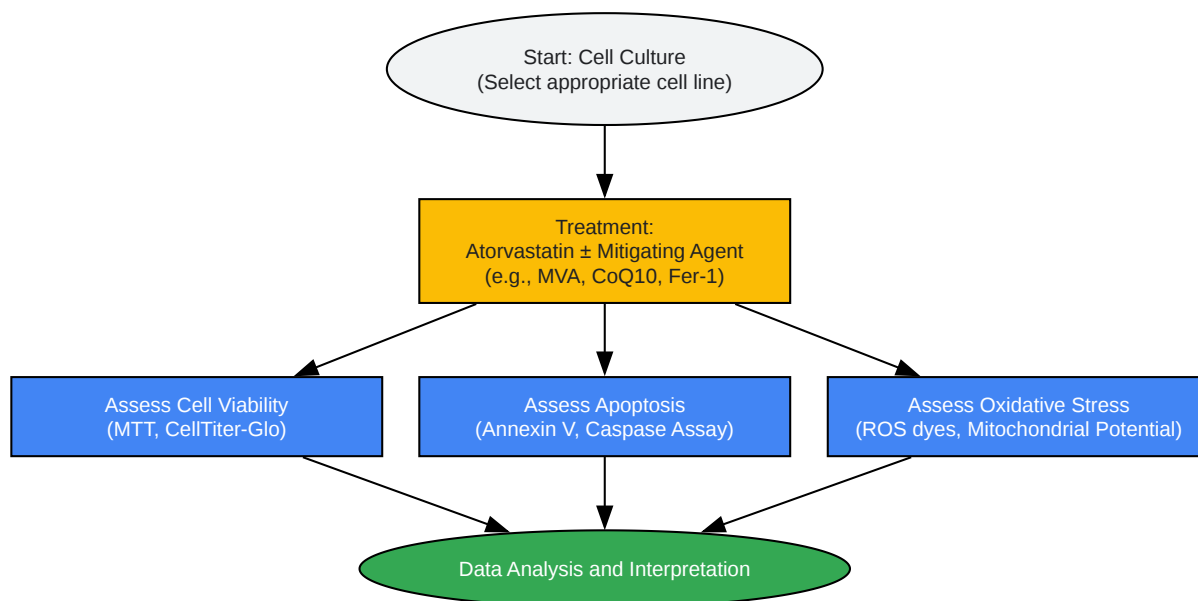 Start: Cell Culture
(Select appropriate cell line)
Treatment:
Atorvastatin ± Mitigating Agent
(e.g., MVA, CoQ10, Fer-1)
Assess Cell Viability
(MTT, CellTiter-Glo)
Assess Apoptosis
(Annexin V, Caspase Assay)
Assess Oxidative Stress
(ROS dyes, Mitochondrial Potential)
Data Analysis and Interpretation